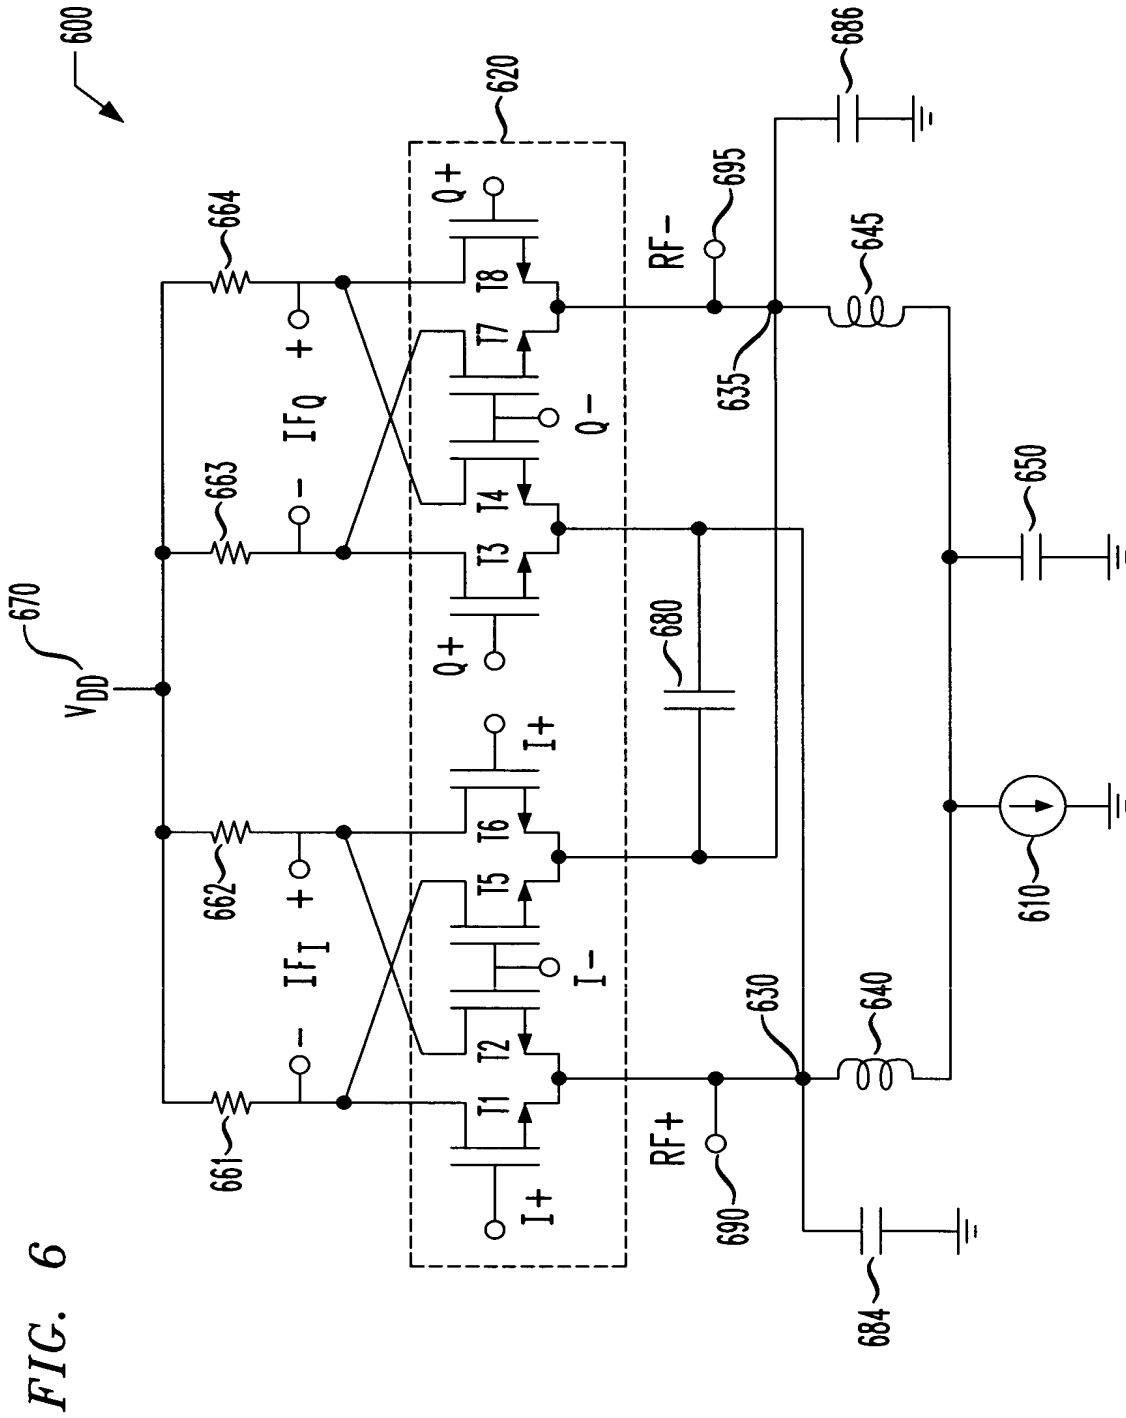 FIG. 6
600
V_DD 670
661
662
663
664
- IF_I +
- IF_Q +
620
I+
T1
T2
I-
T5
T6
I+
Q+
T3
T4
Q-
T7
T8
Q+
RF+
690
680
RF-
695
630
635
684
640
645
686
610
650